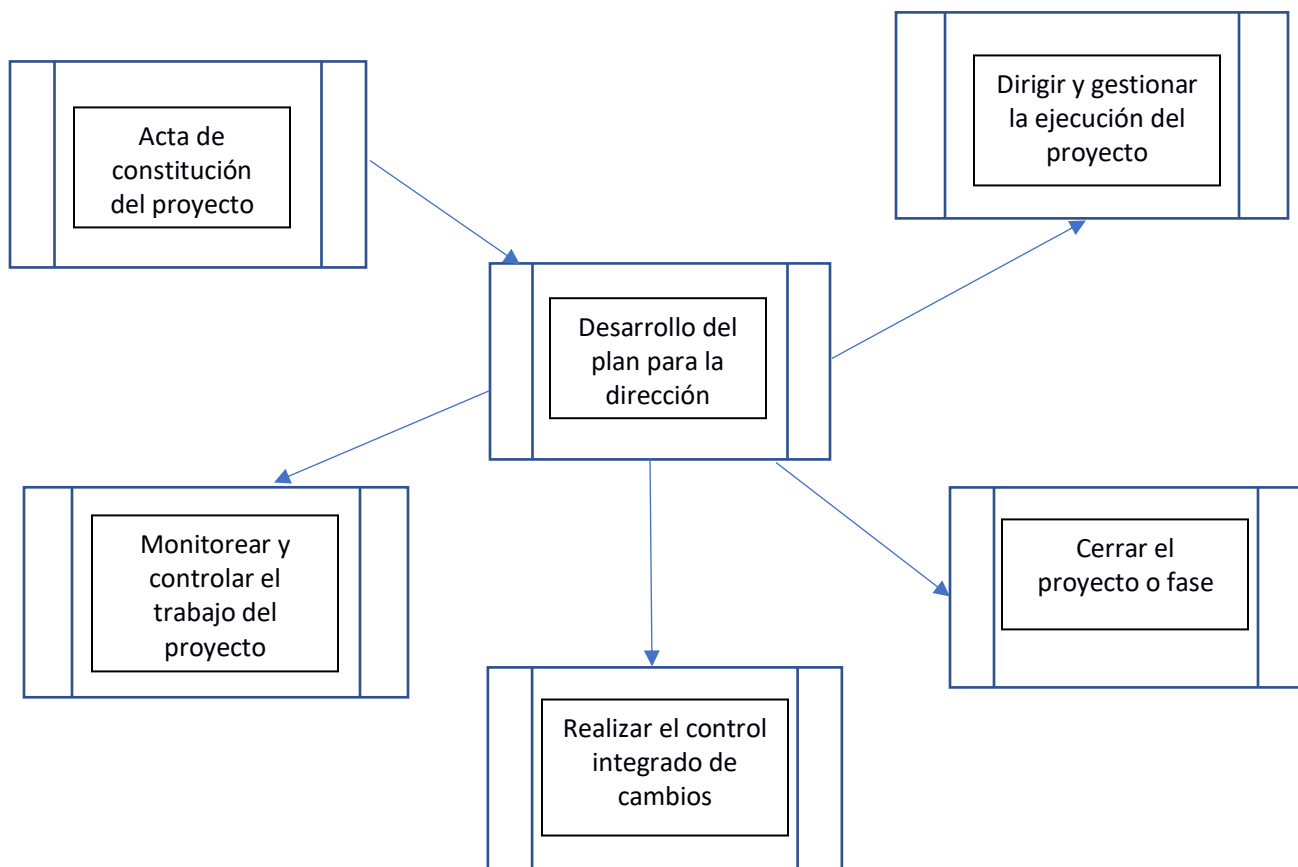 Acta de
constitución
del proyecto
Dirigir y gestionar
la ejecución del
proyecto
Desarrollo del
plan para la
dirección
Monitorear y
controlar el
trabajo del
proyecto
Cerrar el
proyecto o fase
Realizar el control
integrado de
cambios